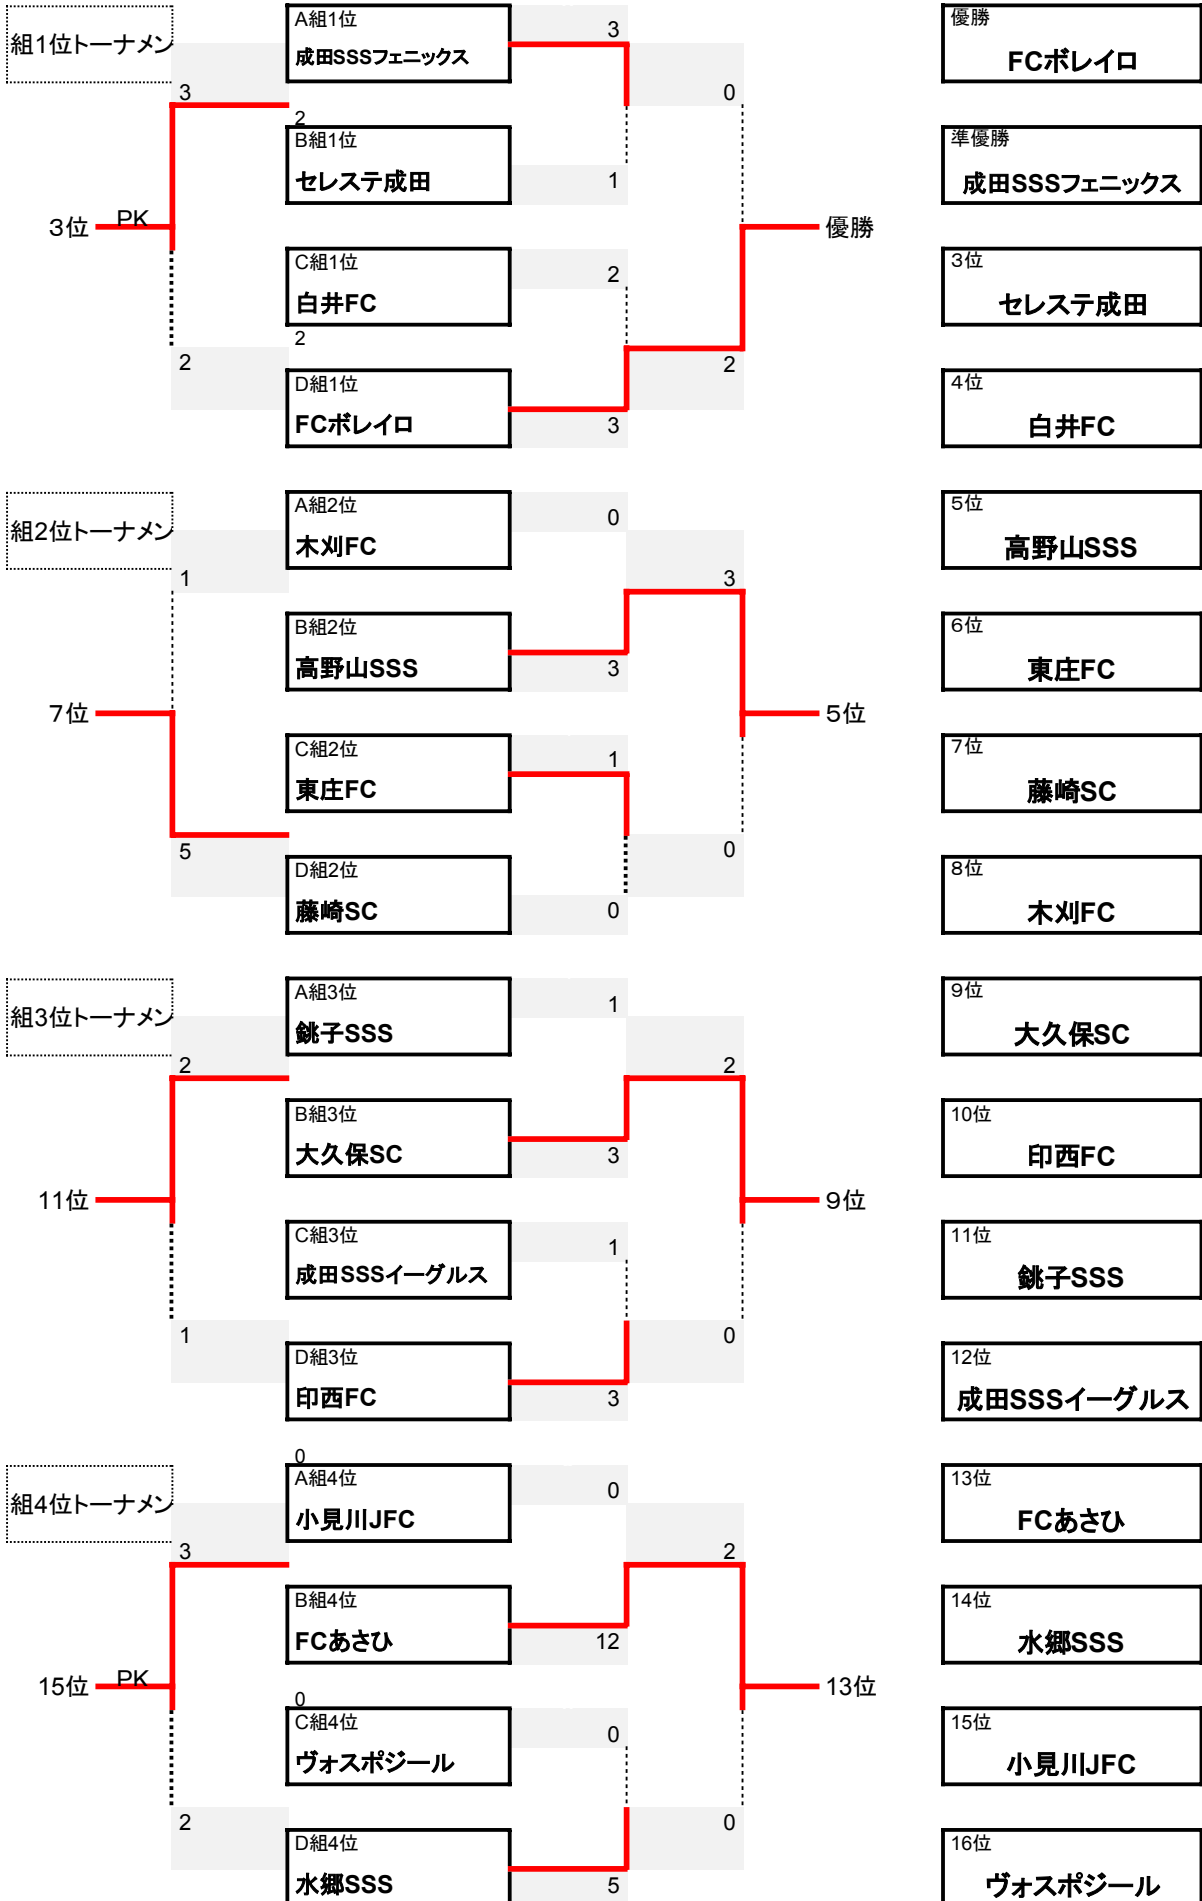 組1位トーナメン
A組1位
成田SSSフェニックス
3
優勝
FCボレイロ
3
0
2
B組1位
セレステ成田
1
準優勝
成田SSSフェニックス
3位
PK
優勝
C組1位
白井FC
2
3位
セレステ成田
2
2
2
D組1位
FCボレイロ
3
4位
白井FC
組2位トーナメン
A組2位
木刈FC
0
5位
高野山SSS
1
3
B組2位
高野山SSS
3
6位
東庄FC
7位
5位
C組2位
東庄FC
1
7位
藤崎SC
5
0
D組2位
藤崎SC
0
8位
木刈FC
組3位トーナメン
A組3位
銚子SSS
1
9位
大久保SC
2
2
B組3位
大久保SC
3
10位
印西FC
11位
9位
C組3位
成田SSSイーグルス
1
11位
銚子SSS
1
0
D組3位
印西FC
3
12位
成田SSSイーグルス
組4位トーナメン
0
A組4位
小見川JFC
0
13位
FCあさひ
3
2
B組4位
FCあさひ
12
14位
水郷SSS
15位
PK
13位
0
C組4位
ヴォスポジール
0
15位
小見川JFC
2
0
D組4位
水郷SSS
5
16位
ヴォスポジール